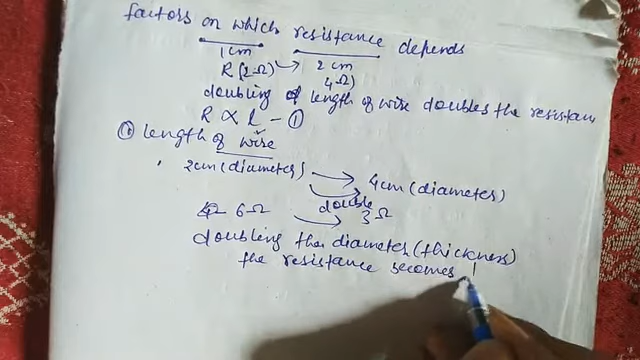 factors on which resistance depends
1cm 2 cm
R (2Ω) 4Ω)
doubling of length of wire doubles the resistan
R ∝ L - ①
① length of wire
2cm (diameter) 4cm (diameter)
double
6Ω 3Ω
doubling the diameter (thickness)
the resistance becomes 1